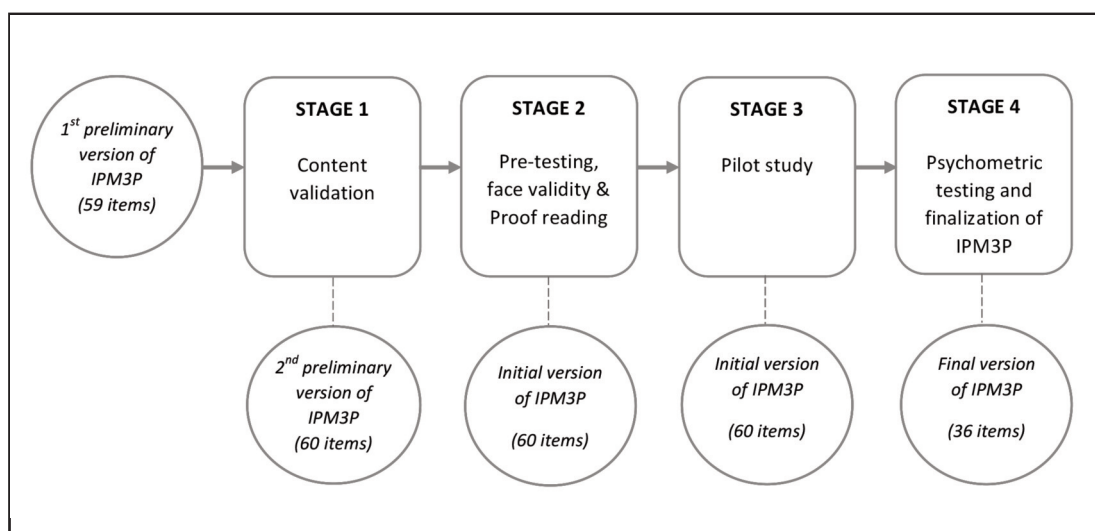 1st preliminary
version of
IPM3P
(59 items)
STAGE 1
Content
validation
STAGE 2
Pre-testing,
face validity &
Proof reading
STAGE 3
Pilot study
STAGE 4
Psychometric
testing and
finalization of
IPM3P
2nd preliminary
version of
IPM3P
(60 items)
Initial version
of IPM3P
(60 items)
Initial version
of IPM3P
(60 items)
Final version
of IPM3P
(36 items)